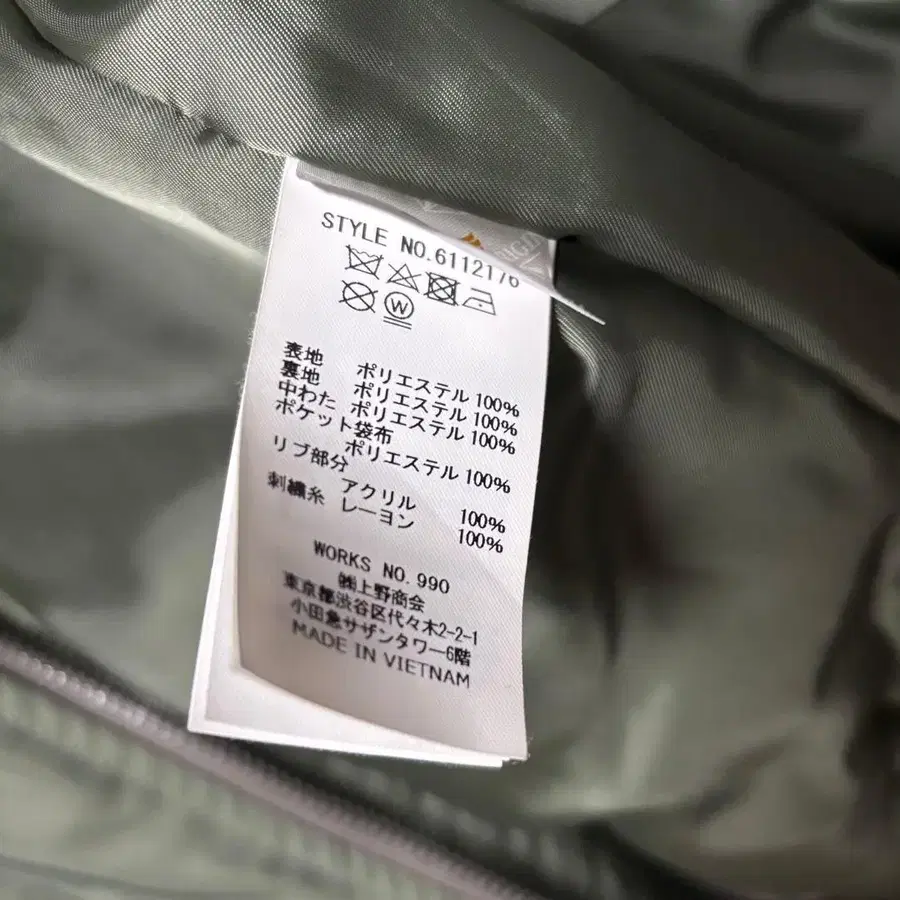 STYLE NO.6112176
W
表地 ポリエステル 100%
裏地 ポリエステル 100%
中わた ポリエステル 100%
ポケット袋布
ポリエステル 100%
リブ部分
アクリル 100%
刺繍糸 レーヨン 100%
WORKS NO. 990
㈱上野商会
東京都渋谷区代々木2-2-1
小田急サザンタワー6階
MADE IN VIETNAM